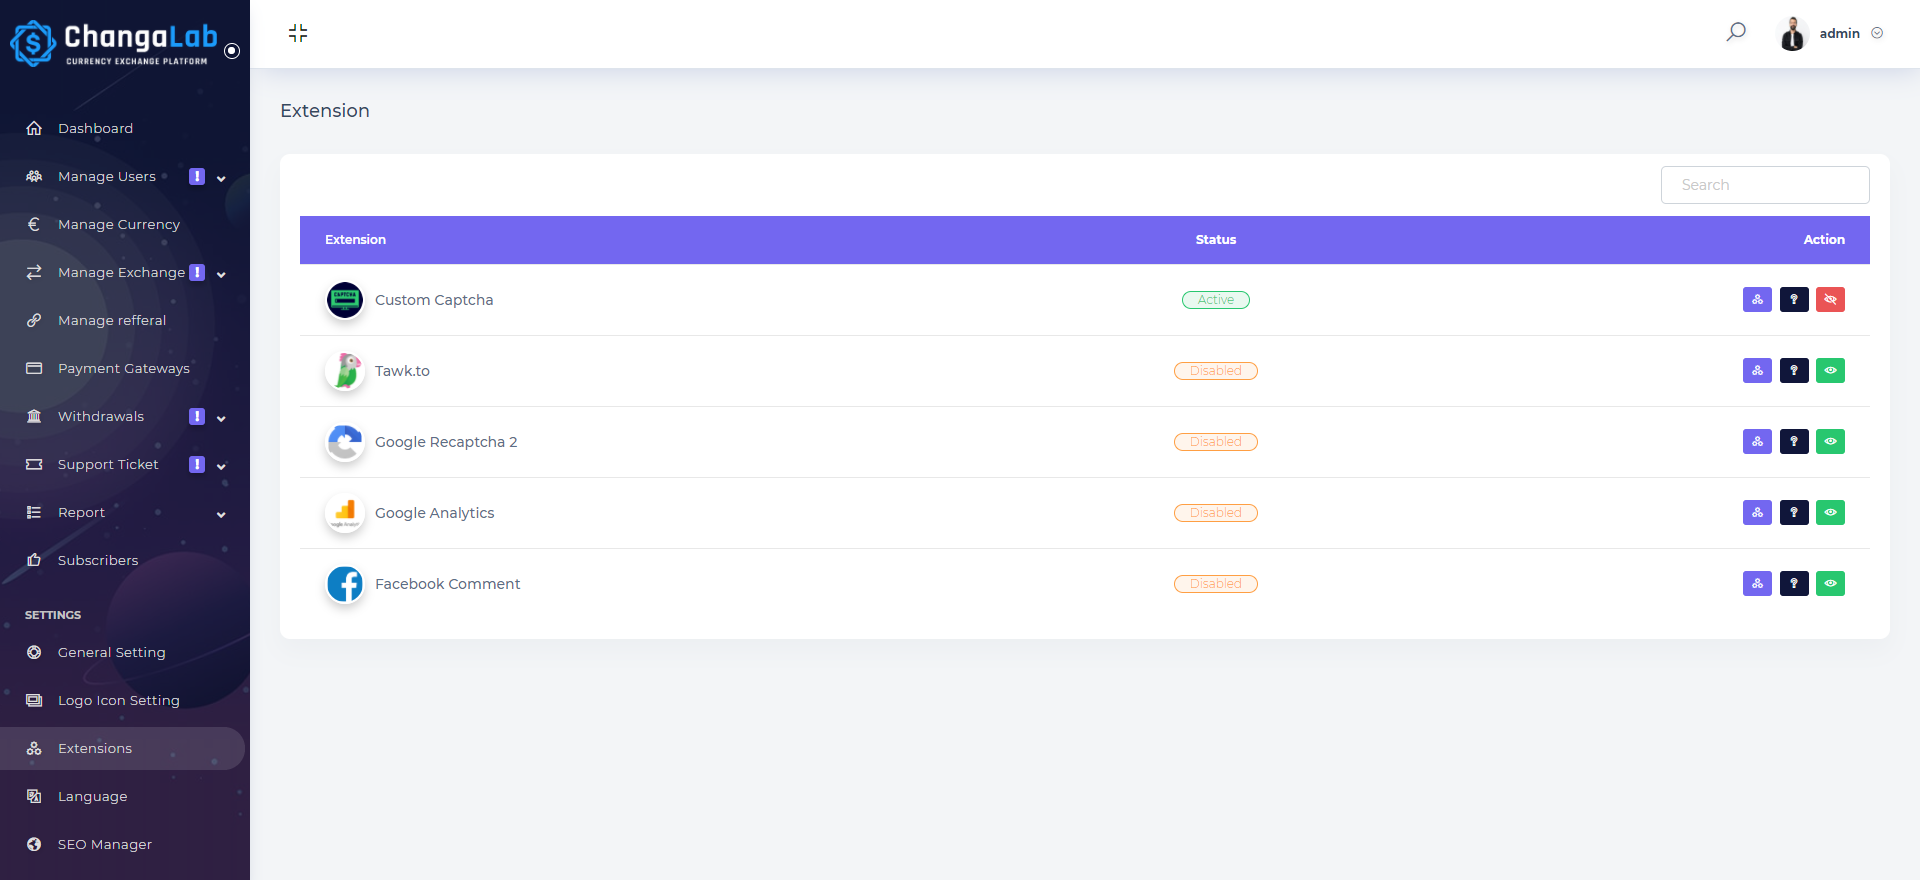 ChangaLab
CURRENCY EXCHANGE PLATFORM
admin
Dashboard
Manage Users
Manage Currency
Manage Exchange
Manage refferal
Payment Gateways
Withdrawals
Support Ticket
Report
Subscribers
SETTINGS
General Setting
Logo Icon Setting
Extensions
Language
SEO Manager
Extension
Search
Extension Status Action
CAPTCHA
Custom Captcha Active
Tawk.to Disabled
Google Recaptcha 2 Disabled
Google Analytics Disabled
Facebook Comment Disabled